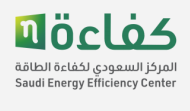 كفاءة
المركز السعودي لكفاءة الطاقة
Saudi Energy Efficiency Center